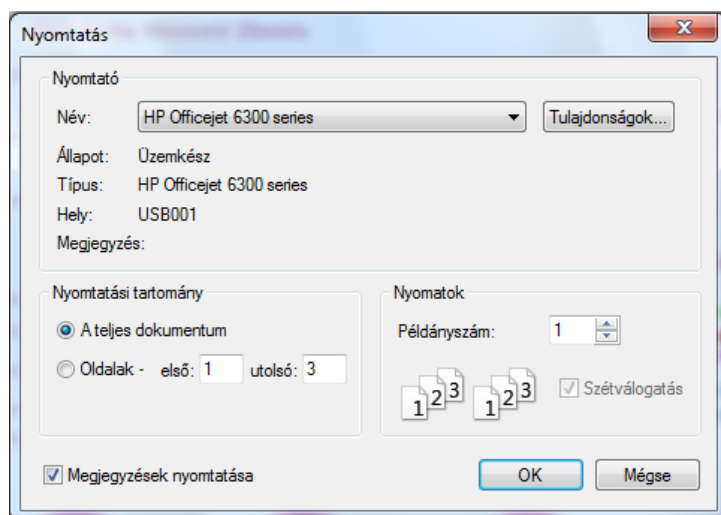 Nyomtatás
Nyomtató
Név: HP Officejet 6300 series Tulajdonságok...
Állapot: Üzemkész
Típus: HP Officejet 6300 series
Hely: USB001
Megjegyzés:
Nyomtatási tartomány
A teljes dokumentum
Oldalak - első: 1 utolsó: 3
Nyomatok
Példányszám: 1
1 2 3 1 2 3 Szétválogatás
Megjegyzések nyomtatása OK Mégse